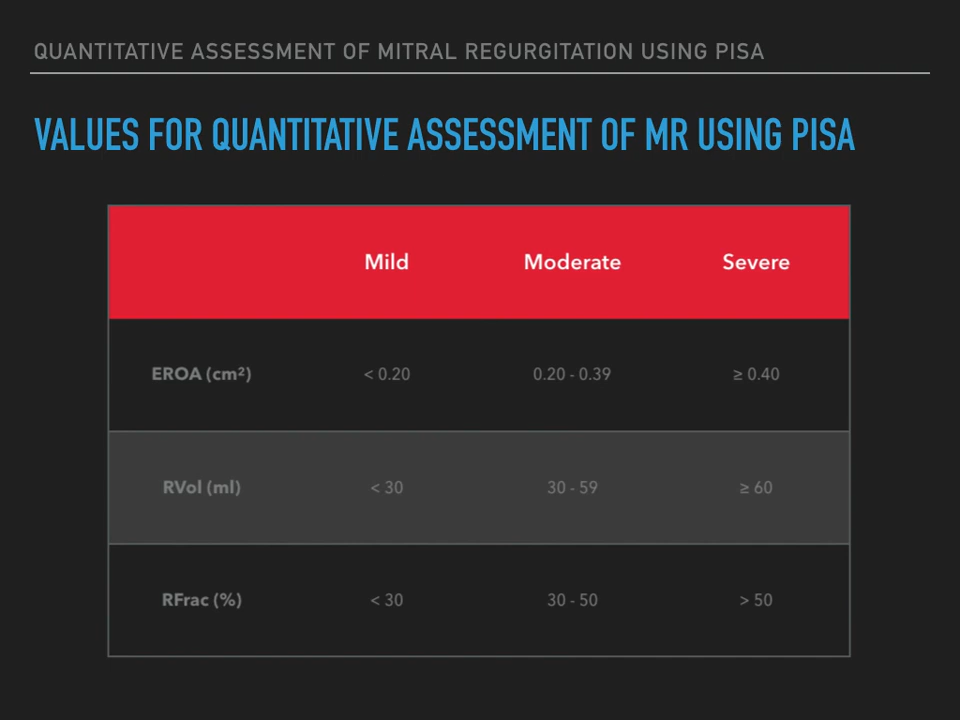 QUANTITATIVE ASSESSMENT OF MITRAL REGURGITATION USING PISA
VALUES FOR QUANTITATIVE ASSESSMENT OF MR USING PISA
Mild Moderate Severe
EROA (cm²) < 0.20 0.20 - 0.39 ≥ 0.40
RVol (ml) < 30 30 - 59 ≥ 60
RFrac (%) < 30 30 - 50 > 50